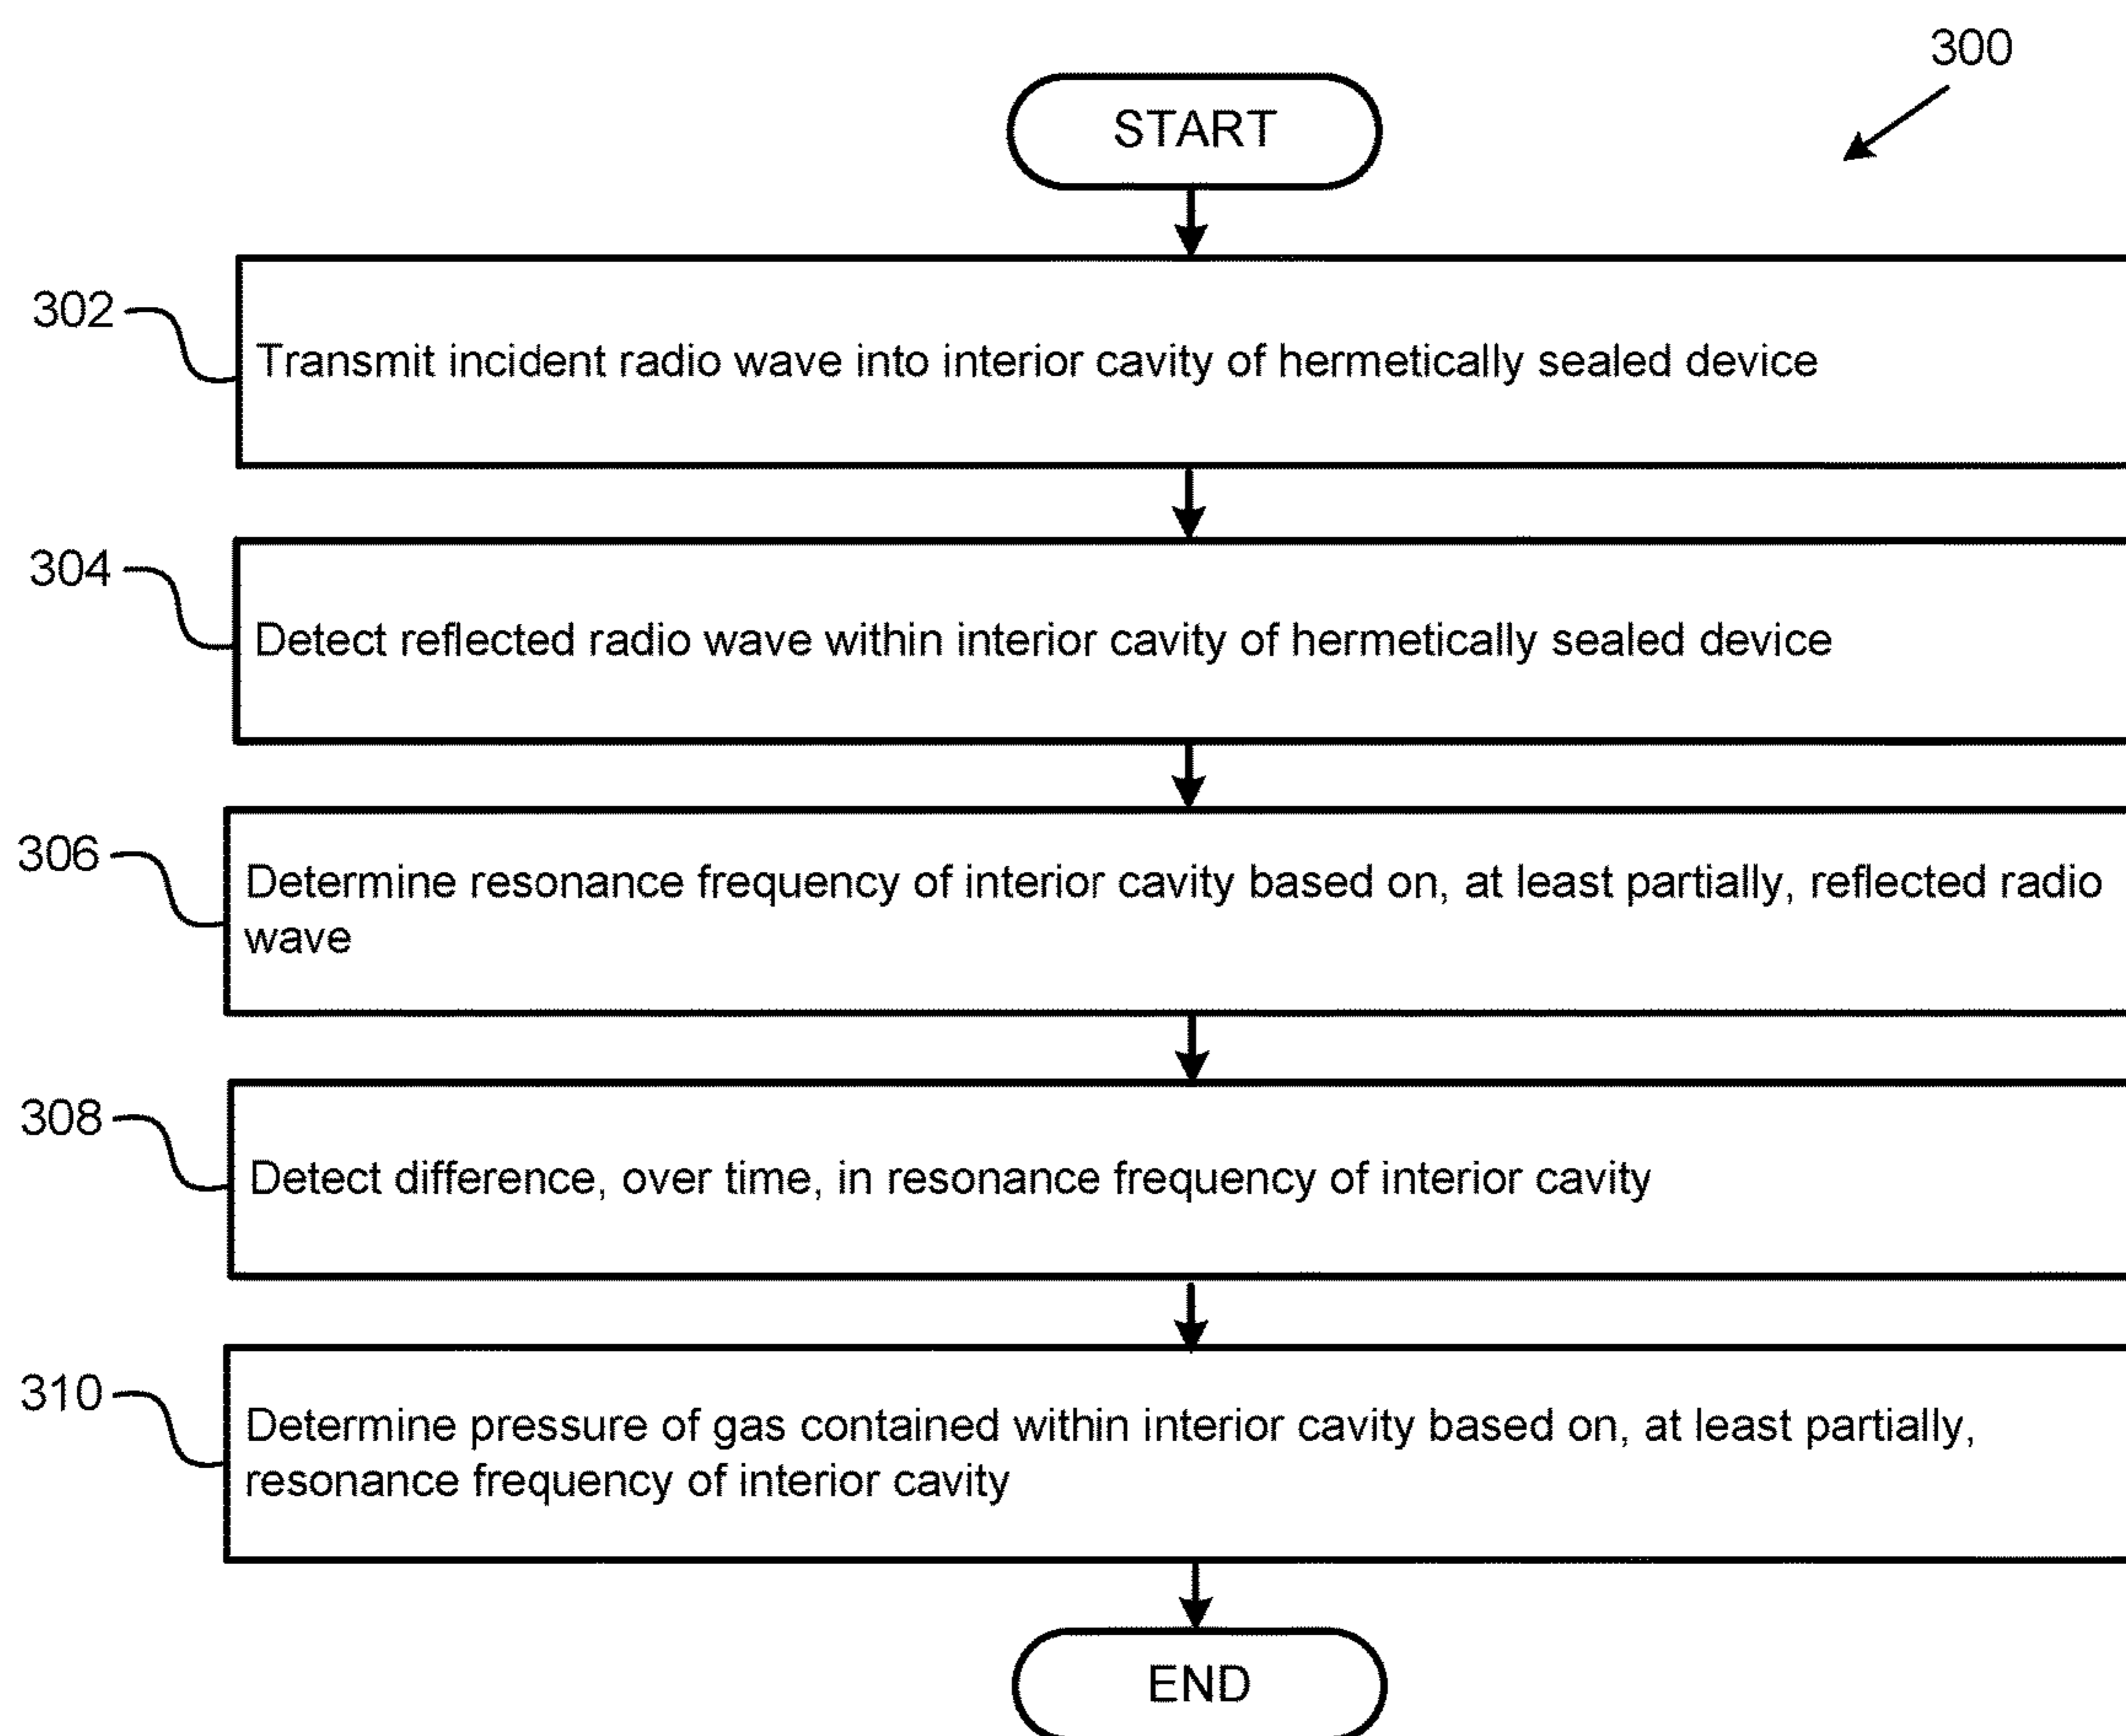 300
START
302
Transmit incident radio wave into interior cavity of hermetically sealed device
304
Detect reflected radio wave within interior cavity of hermetically sealed device
306
Determine resonance frequency of interior cavity based on, at least partially, reflected radio
wave
308
Detect difference, over time, in resonance frequency of interior cavity
310
Determine pressure of gas contained within interior cavity based on, at least partially,
resonance frequency of interior cavity
END